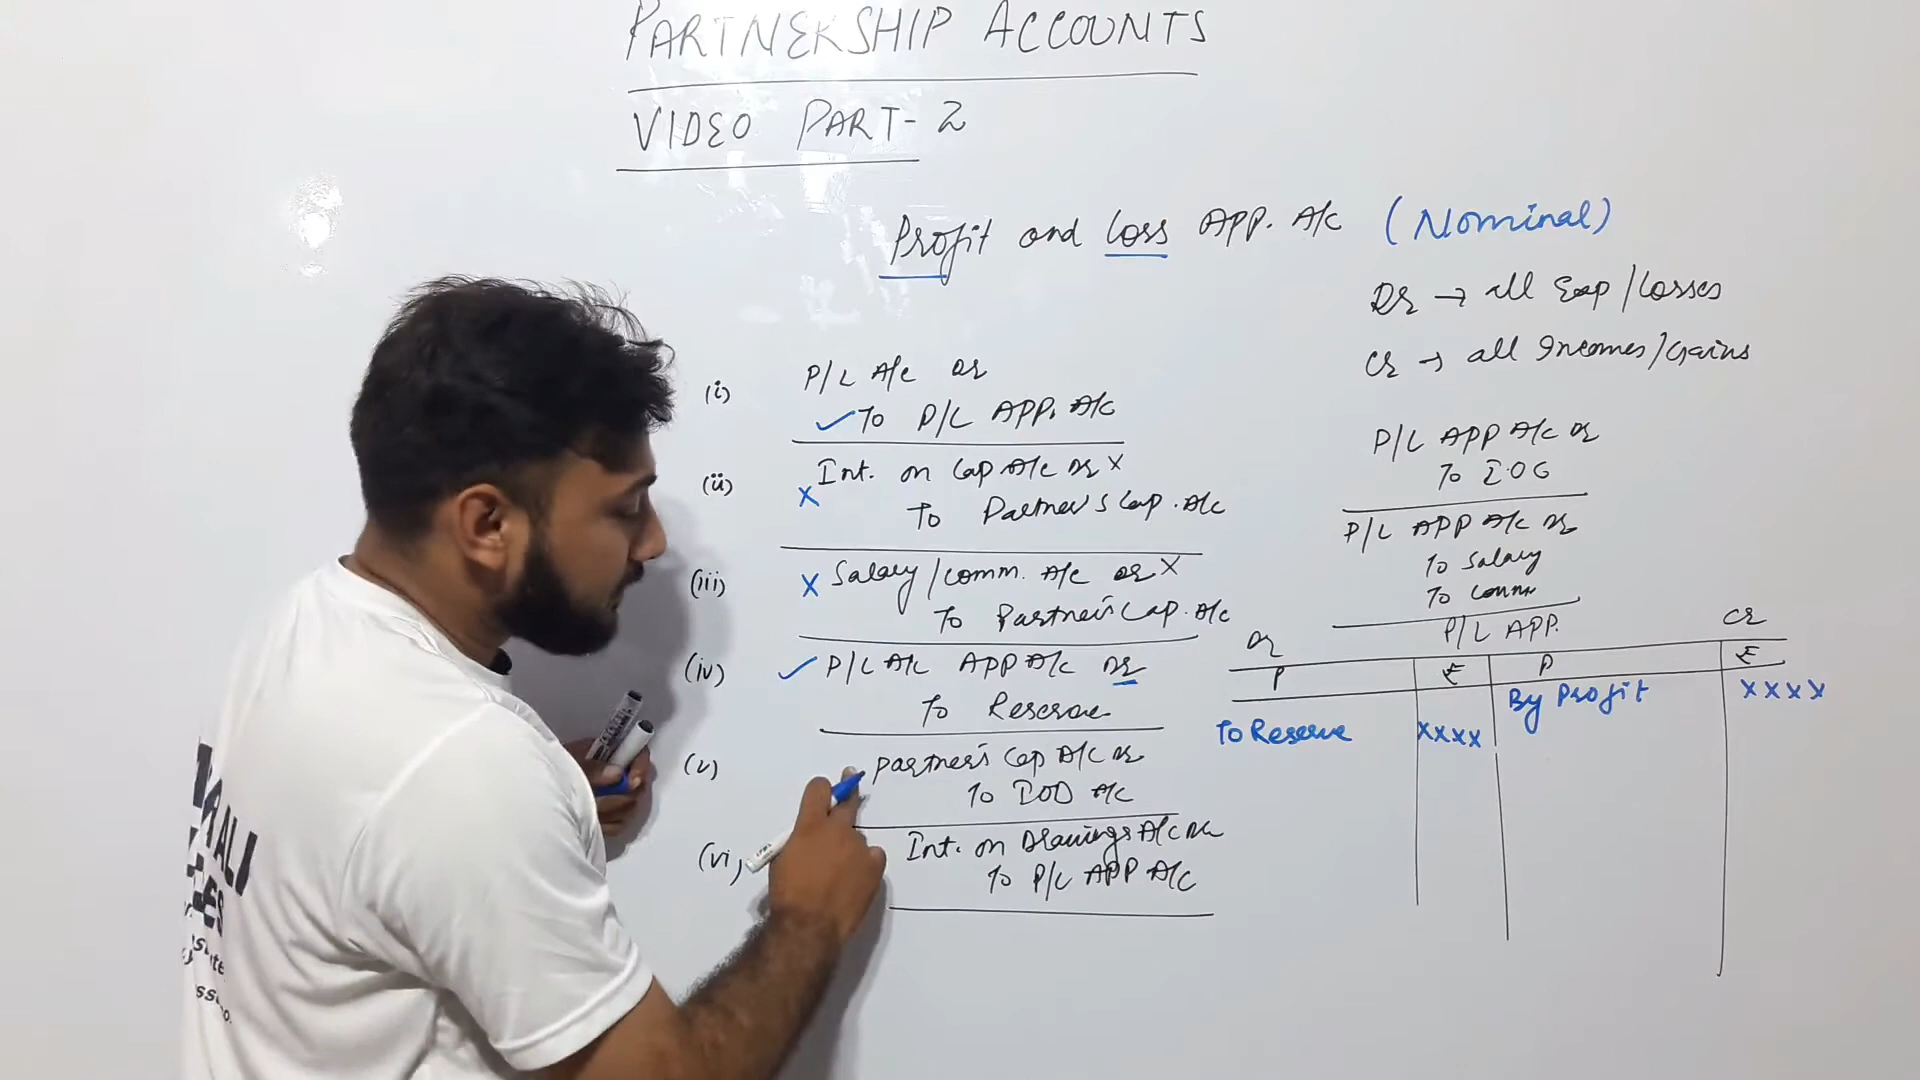 PARTNERSHIP ACCOUNTS
VIDEO PART-2
Profit and Loss APP. A/c (Nominal)
Dr → all Exp/Losses
Cr → all Incomes/Gains
(i) P/L A/c Dr
✓To P/L APP. A/c
(ii) X Int. on Cap A/c Dr X
To Partner's Cap. A/c
(iii) X Salary/Comm. A/c Dr X
To Partner's Cap. A/c
(iv) ✓ P/L A/c APP A/c Dr
To Reserve
(v) Partner's Cap A/c Dr
To IOD A/c
(vi) Int. on Drawings A/c Dr
To P/L APP A/c
P/L APP A/c Dr
To IOC
P/L APP A/c Dr
To Salary
To Comm
Dr P/L APP. Cr
P ₹ P ₹
By Profit XXXX
To Reserve XXXX
ALI